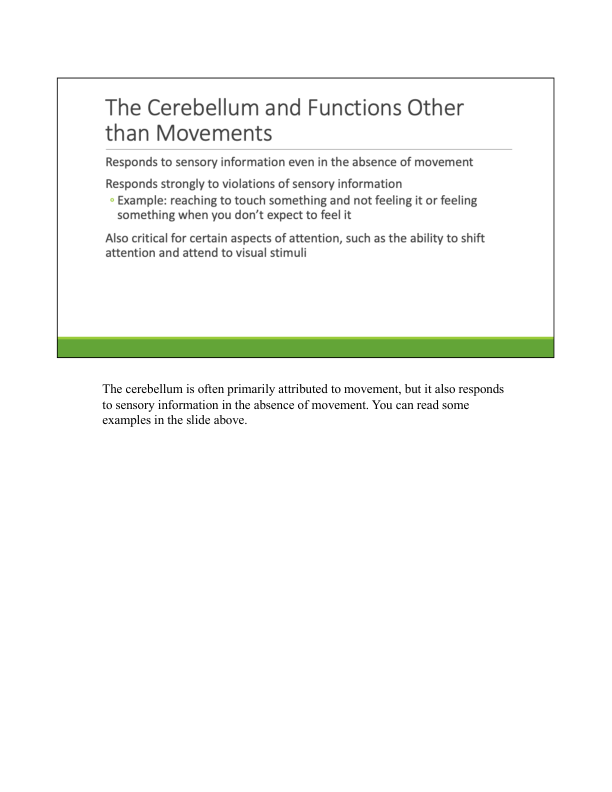 The Cerebellum and Functions Other
than Movements
Responds to sensory information even in the absence of movement
Responds strongly to violations of sensory information
• Example: reaching to touch something and not feeling it or feeling
something when you don’t expect to feel it
Also critical for certain aspects of attention, such as the ability to shift
attention and attend to visual stimuli
The cerebellum is often primarily attributed to movement, but it also responds
to sensory information in the absence of movement. You can read some
examples in the slide above.